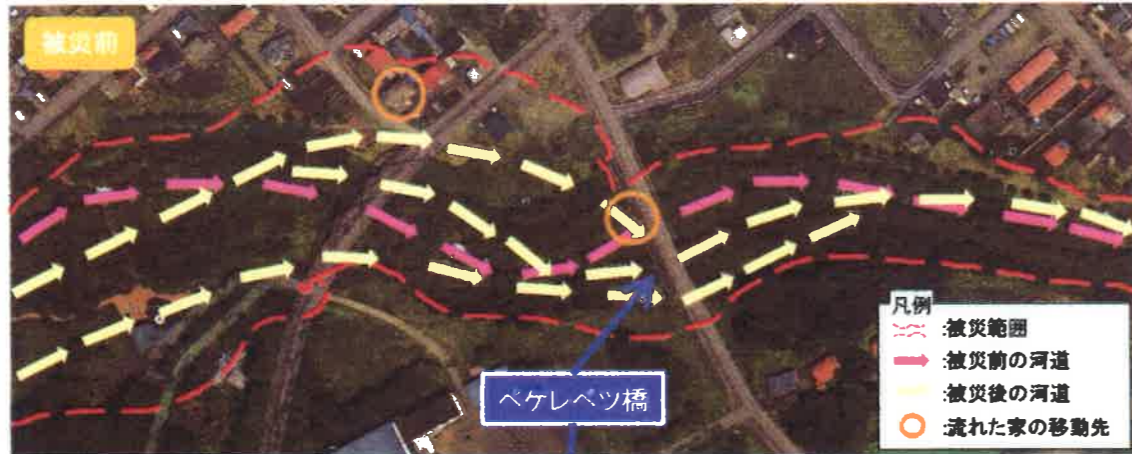 被災前
ペケレベツ橋
凡例
:被災範囲
:被災前の河道
:被災後の河道
:流れた家の移動先